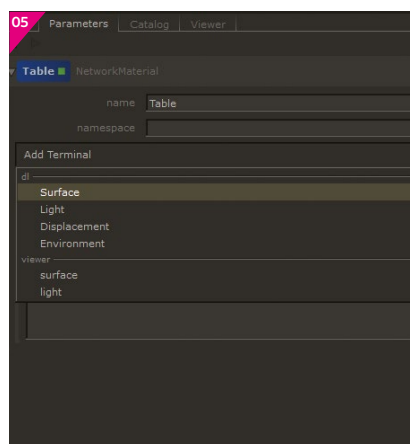 05 Parameters Catalog Viewer
Table NetworkMaterial
name Table
namespace
Add Terminal
dl
Surface
Light
Displacement
Environment
viewer
surface
light